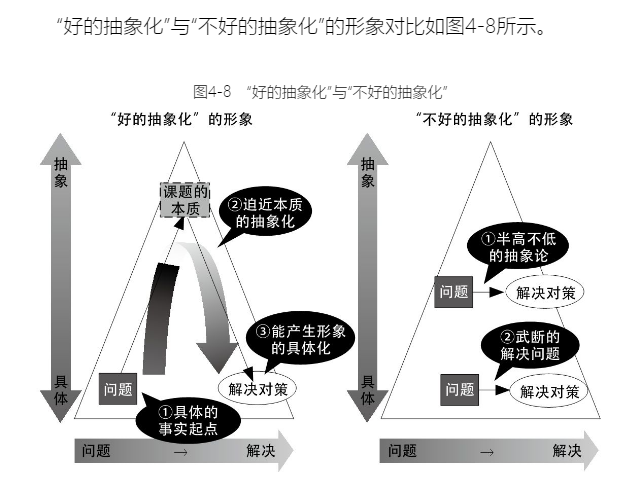 “好的抽象化”与“不好的抽象化”的形象对比如图4-8所示。
图4-8 “好的抽象化”与“不好的抽象化”
“好的抽象化”的形象
抽象
课题的
本质
②迫近本质
的抽象化
③能产生形象
的具体化
具体
问题
解决对策
①具体的
事实起点
问题 → 解决
“不好的抽象化”的形象
抽象
①半高不低
的抽象论
问题
解决对策
②武断的
解决问题
具体
问题
解决对策
问题 → 解决